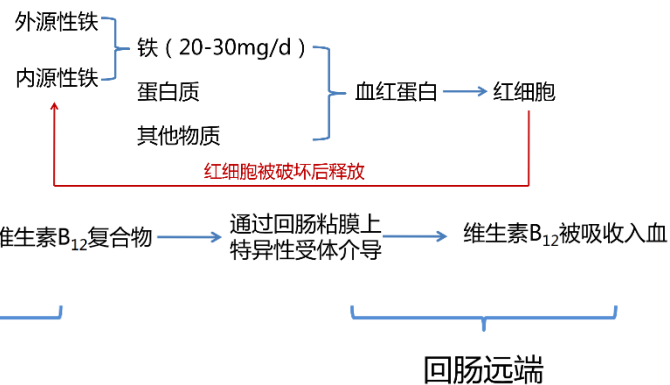 外源性铁
内源性铁
铁（20-30mg/d）
蛋白质
其他物质
血红蛋白
红细胞
红细胞被破坏后释放
维生素B12复合物
通过回肠粘膜上
特异性受体介导
维生素B12被吸收入血
回肠远端